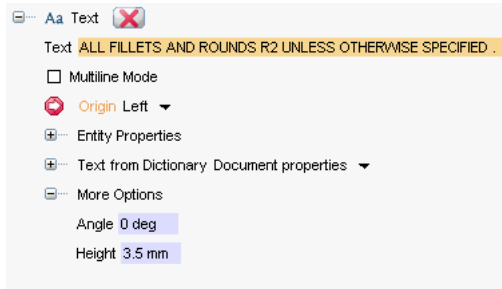 Aa Text
Text ALL FILLETS AND ROUNDS R2 UNLESS OTHERWISE SPECIFIED .
Multiline Mode
Origin Left
Entity Properties
Text from Dictionary Document properties
More Options
Angle 0 deg
Height 3.5 mm